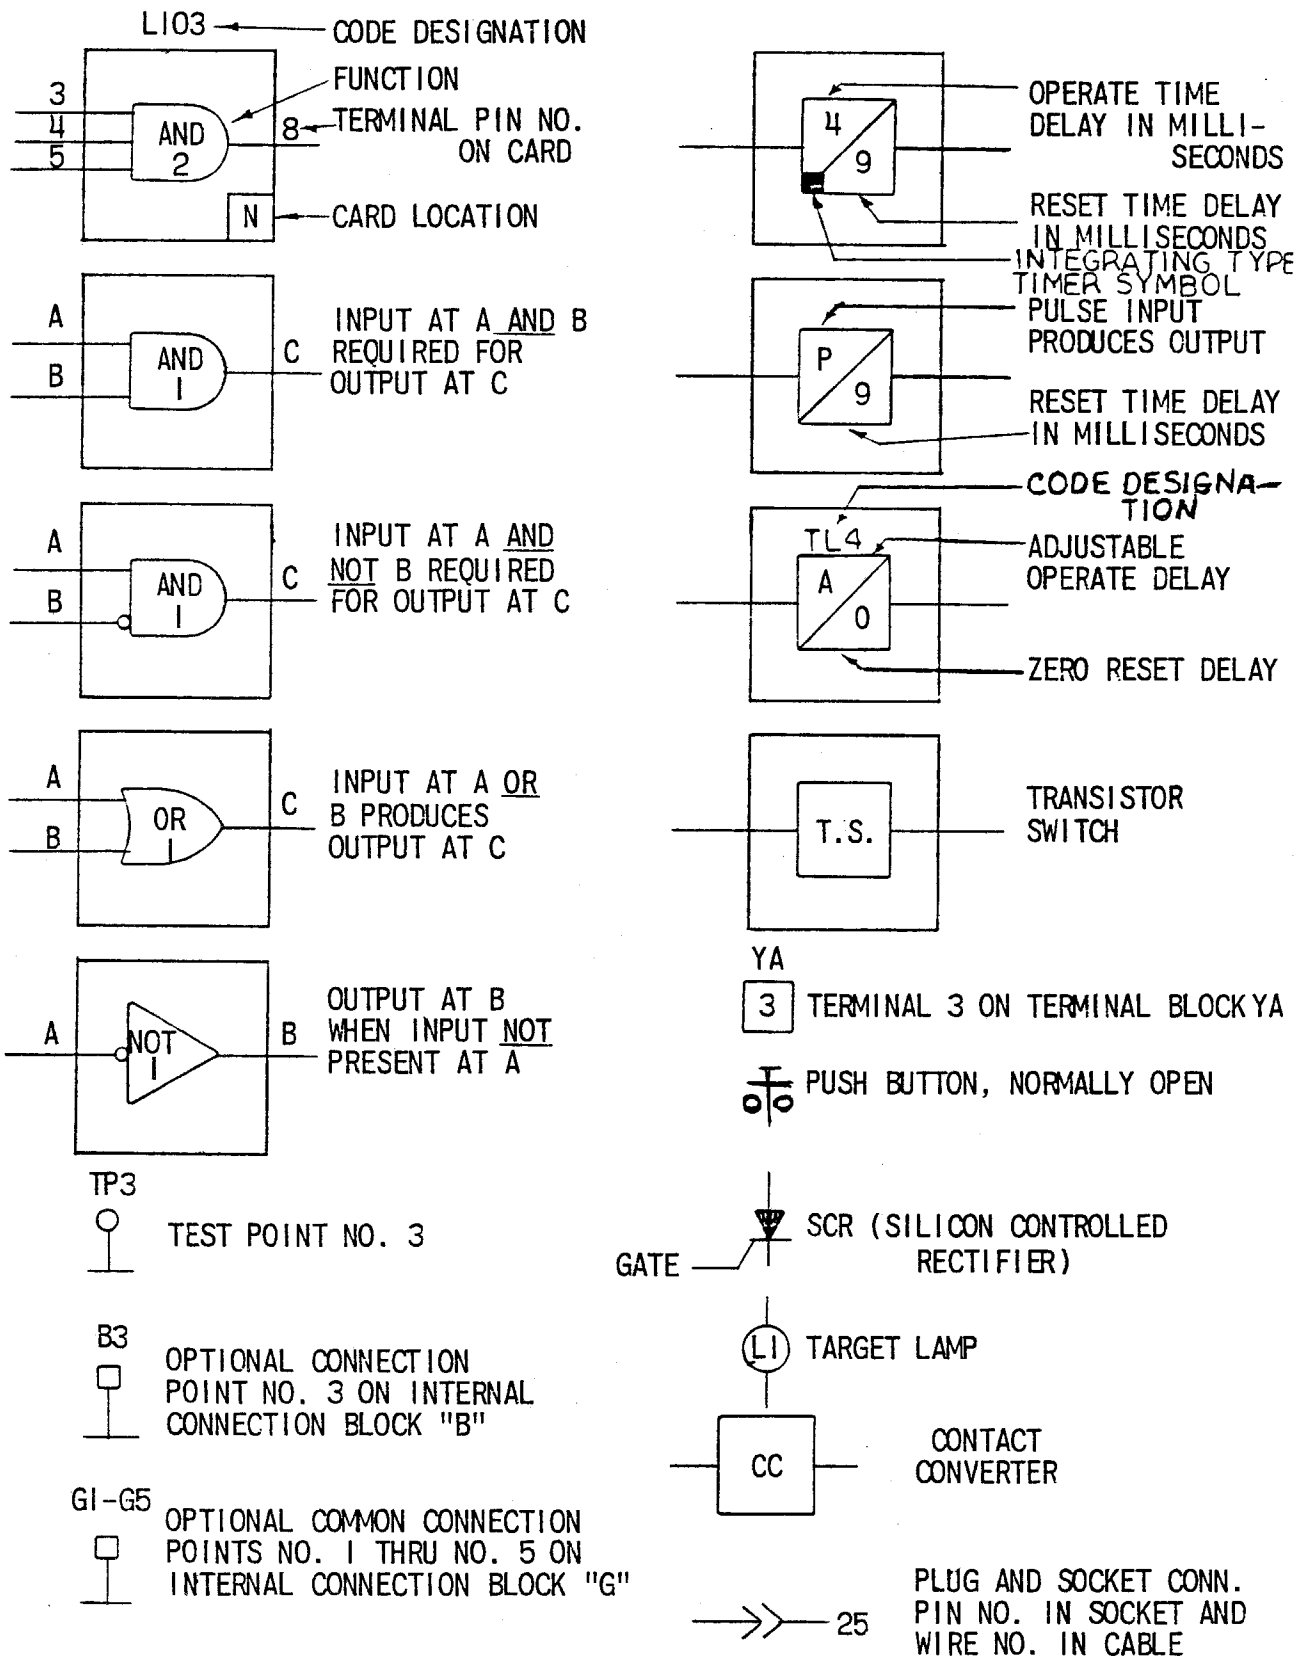 L103
CODE DESIGNATION
FUNCTION
3
4
5
AND
2
8
TERMINAL PIN NO.
ON CARD
N
CARD LOCATION
A
B
AND
1
C
INPUT AT A AND B
REQUIRED FOR
OUTPUT AT C
A
B
AND
1
C
INPUT AT A AND
NOT B REQUIRED
FOR OUTPUT AT C
A
B
OR
1
C
INPUT AT A OR
B PRODUCES
OUTPUT AT C
A
NOT
1
B
OUTPUT AT B
WHEN INPUT NOT
PRESENT AT A
TP3
TEST POINT NO. 3
B3
OPTIONAL CONNECTION
POINT NO. 3 ON INTERNAL
CONNECTION BLOCK "B"
G1-G5
OPTIONAL COMMON CONNECTION
POINTS NO. 1 THRU NO. 5 ON
INTERNAL CONNECTION BLOCK "G"
4
9
OPERATE TIME
DELAY IN MILLI-
SECONDS
RESET TIME DELAY
IN MILLISECONDS
INTEGRATING TYPE
TIMER SYMBOL
P
9
PULSE INPUT
PRODUCES OUTPUT
RESET TIME DELAY
IN MILLISECONDS
CODE DESIGNA-
TION
TL4
A
0
ADJUSTABLE
OPERATE DELAY
ZERO RESET DELAY
T.S.
TRANSISTOR
SWITCH
YA
3
TERMINAL 3 ON TERMINAL BLOCK YA
PUSH BUTTON, NORMALLY OPEN
GATE
SCR (SILICON CONTROLLED
RECTIFIER)
L1
TARGET LAMP
CC
CONTACT
CONVERTER
25
PLUG AND SOCKET CONN.
PIN NO. IN SOCKET AND
WIRE NO. IN CABLE